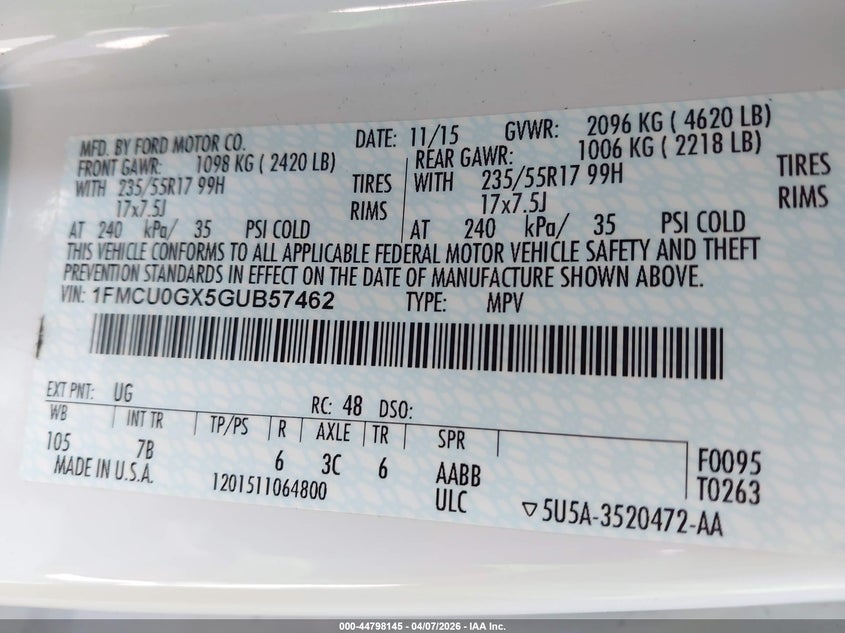 MFD. BY FORD MOTOR CO. DATE: 11/15 GVWR: 2096 KG ( 4620 LB)
FRONT GAWR: 1098 KG ( 2420 LB) REAR GAWR: 1006 KG ( 2218 LB)
WITH 235/55R17 99H TIRES WITH 235/55R17 99H TIRES
17x7.5J RIMS 17x7.5J RIMS
AT 240 kPa/ 35 PSI COLD AT 240 kPa/ 35 PSI COLD
THIS VEHICLE CONFORMS TO ALL APPLICABLE FEDERAL MOTOR VEHICLE SAFETY AND THEFT
PREVENTION STANDARDS IN EFFECT ON THE DATE OF MANUFACTURE SHOWN ABOVE.
VIN: 1FMCU0GX5GUB57462 TYPE: MPV
EXT PNT: UG RC: 48 DSO:
WB INT TR TP/PS R AXLE TR SPR
105 7B 6 3C 6 AABB F0095
MADE IN U.S.A. 1201511064800 ULC T0263
▽5U5A-3520472-AA
000-44798145 - 04/07/2026 - IAA Inc.